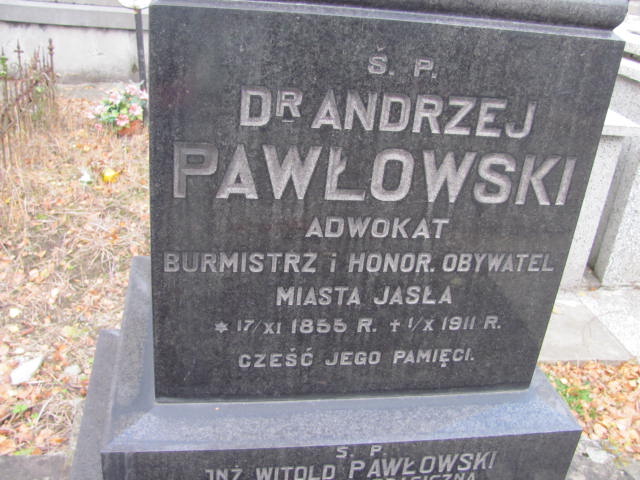 Ś. P.
DR ANDRZEJ
PAWŁOWSKI
ADWOKAT
BURMISTRZ i HONOR. OBYWATEL
MIASTA JASŁA
* 17/XI 1855 R. + 1/X 1911 R.
CZEŚĆ JEGO PAMIĘCI.
Ś. P.
INŻ WITOLD PAWŁOWSKI